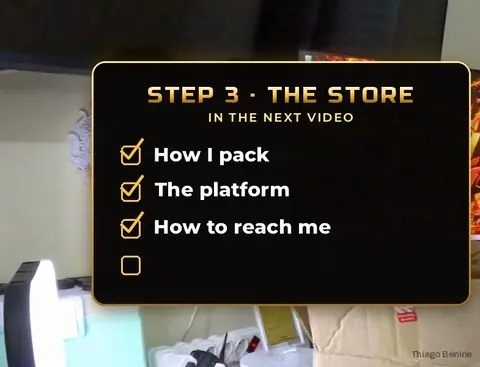 STEP 3 · THE STORE
IN THE NEXT VIDEO
How I pack
The platform
How to reach me
Thiago Benine